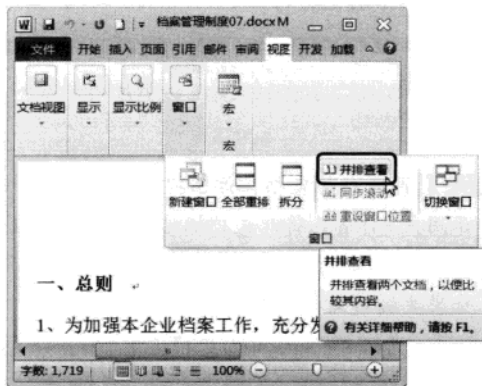 档案管理制度07.docx M
文件 开始 插入 页面 引用 邮件 审阅 视图 开发 加载
文档视图 显示 显示比例 窗口 宏
宏
新建窗口 全部重排 拆分 并排查看 同步滚动 重设窗口位置 切换窗口
窗口
并排查看
并排查看两个文档，以便比
较其内容。
有关详细帮助，请按 F1。
一、总则
1、为加强本企业档案工作，充分发
字数: 1,719 100%